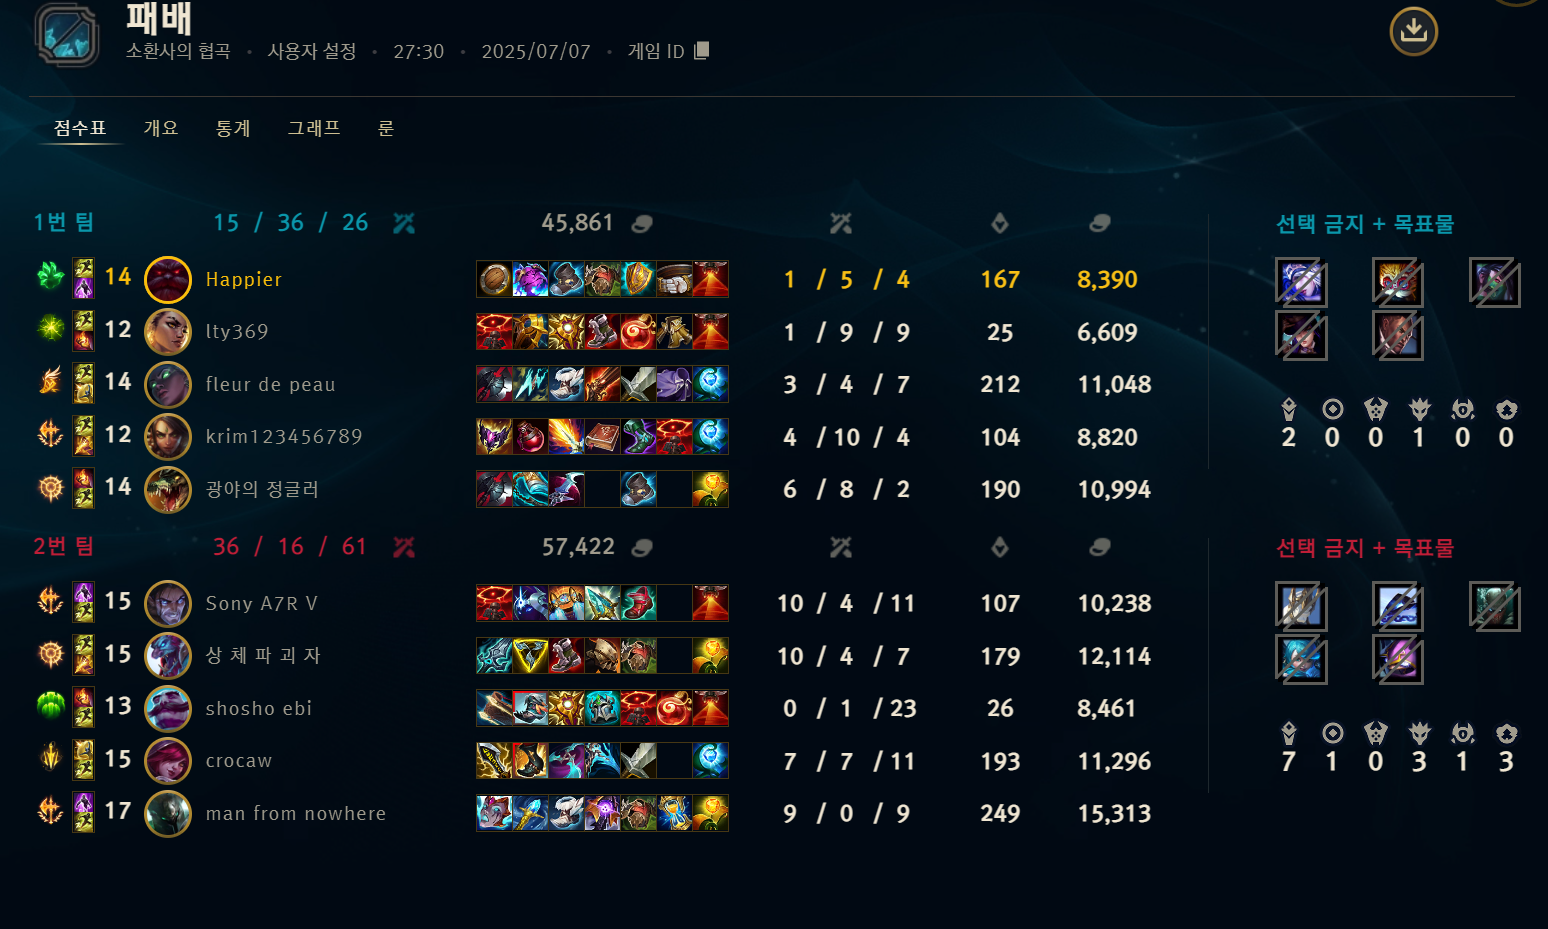 패배
소환사의 협곡 • 사용자 설정 • 27:30 • 2025/07/07 • 게임 ID
점수표 개요 통계 그래프 룬
1번 팀 15 / 36 / 26 45,861 선택 금지 + 목표물
14 Happier 1 / 5 / 4 167 8,390
12 lty369 1 / 9 / 9 25 6,609
14 fleur de peau 3 / 4 / 7 212 11,048
12 krim123456789 4 / 10 / 4 104 8,820
14 광야의 정글러 6 / 8 / 2 190 10,994
2 0 0 1 0 0
2번 팀 36 / 16 / 61 57,422 선택 금지 + 목표물
15 Sony A7R V 10 / 4 / 11 107 10,238
15 상 체 파 괴 자 10 / 4 / 7 179 12,114
13 shosho ebi 0 / 1 / 23 26 8,461
15 crocaw 7 / 7 / 11 193 11,296
17 man from nowhere 9 / 0 / 9 249 15,313
7 1 0 3 1 3